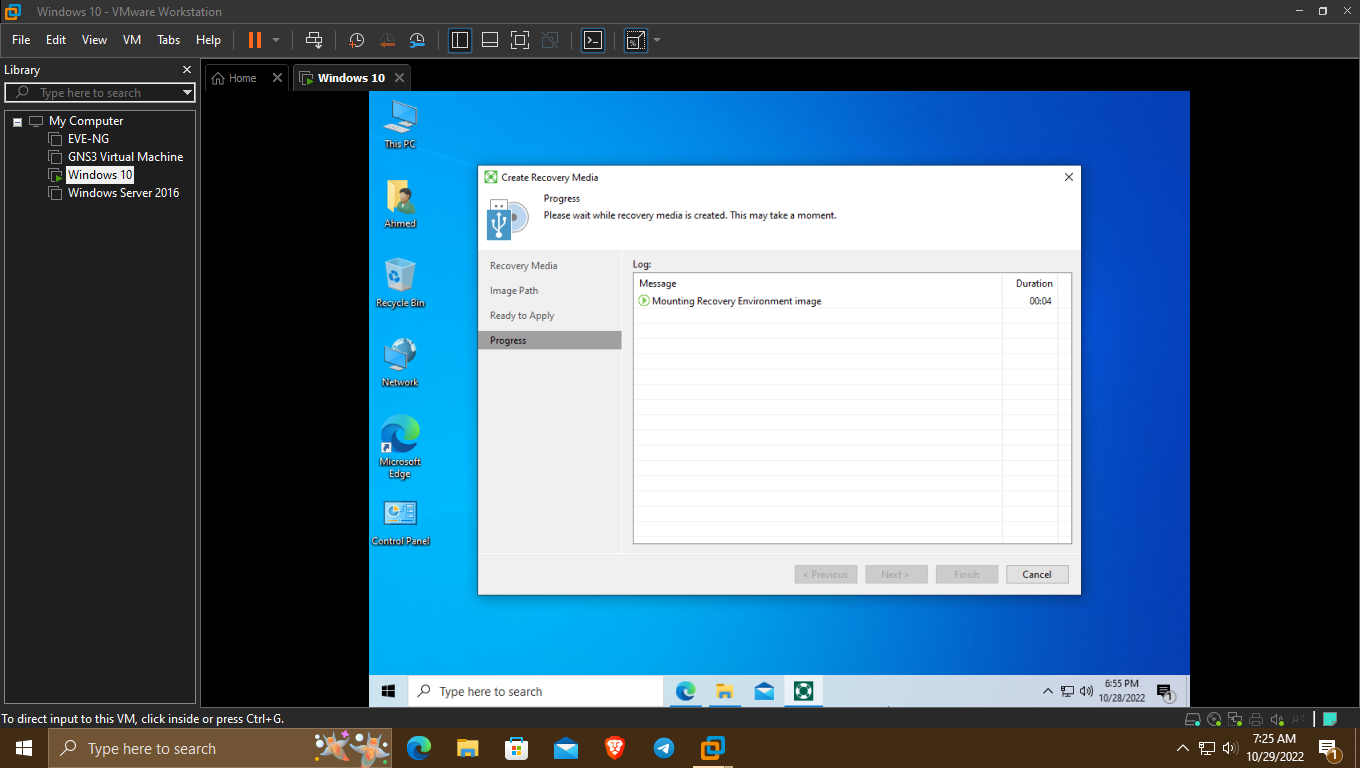 Windows 10 - VMware Workstation
File Edit View VM Tabs Help
Library
Type here to search
My Computer
EVE-NG
GNS3 Virtual Machine
Windows 10
Windows Server 2016
Home
Windows 10
This PC
Ahmed
Recycle Bin
Network
Microsoft
Edge
Control Panel
Create Recovery Media
Progress
Please wait while recovery media is created. This may take a moment.
Recovery Media
Image Path
Ready to Apply
Progress
Log:
Message Duration
Mounting Recovery Environment image 00:04
< Previous Next > Finish Cancel
Type here to search
6:55 PM
10/28/2022
1
To direct input to this VM, click inside or press Ctrl+G.
Type here to search
7:25 AM
10/29/2022
1